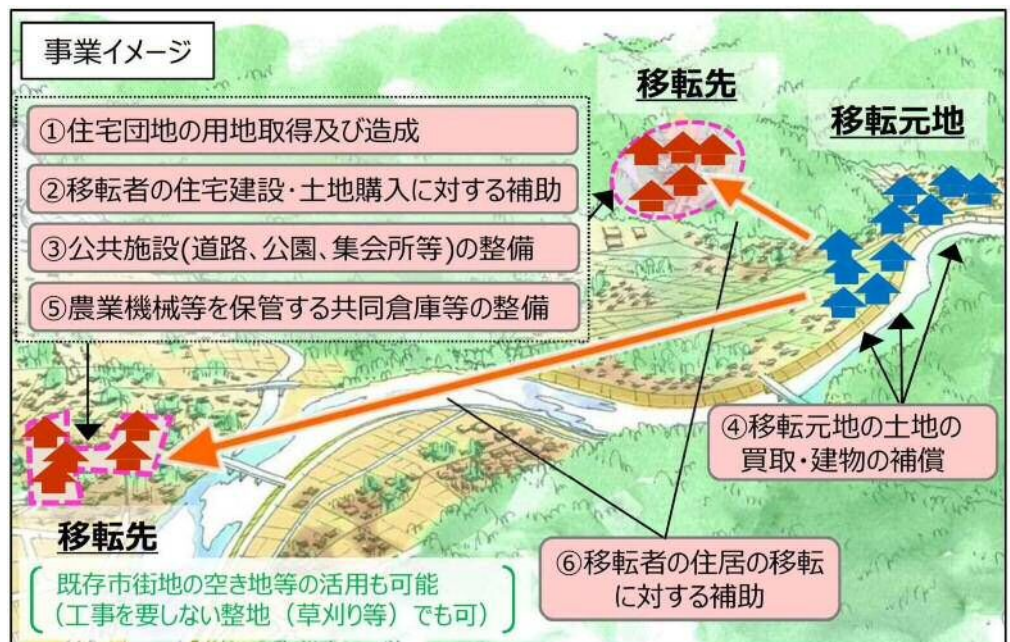 事業イメージ
①住宅団地の用地取得及び造成
②移転者の住宅建設・土地購入に対する補助
③公共施設(道路、公園、集会所等)の整備
⑤農業機械等を保管する共同倉庫等の整備
移転先
移転元地
④移転元地の土地の
買取・建物の補償
移転先
既存市街地の空き地等の活用も可能
(工事を要しない整地（草刈り等）でも可)
⑥移転者の住居の移転
に対する補助